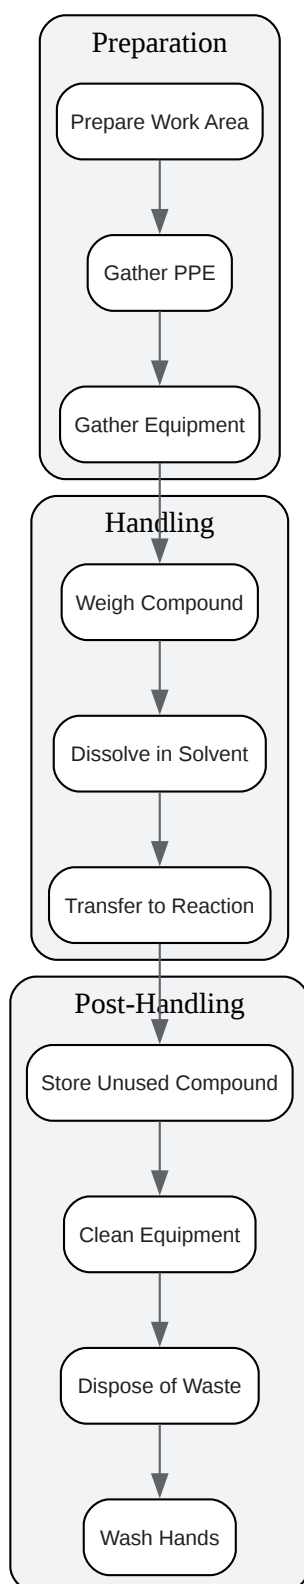 Preparation
Prepare Work Area
Gather PPE
Gather Equipment
Handling
Weigh Compound
Dissolve in Solvent
Transfer to Reaction
Post-Handling
Store Unused Compound
Clean Equipment
Dispose of Waste
Wash Hands